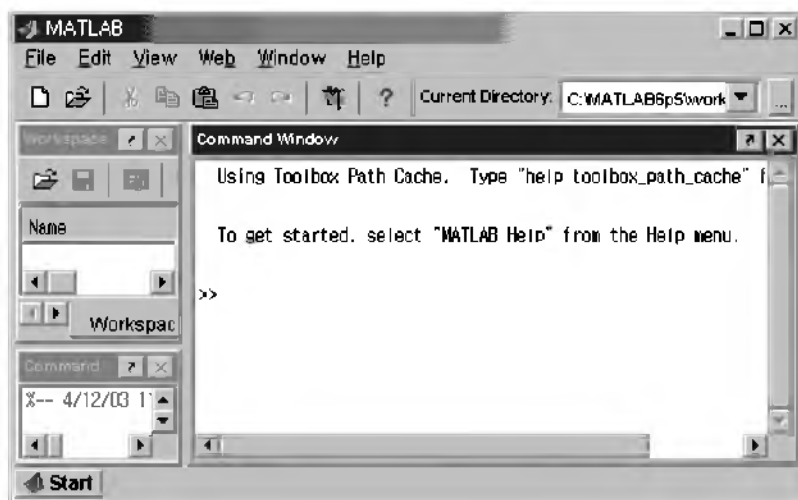 MATLAB
File Edit View Web Window Help
? Current Directory: C:\MATLAB6p5\work ...
Workspace
Name
Workspac
Command
%-- 4/12/03 1
Command Window
Using Toolbox Path Cache. Type "help toolbox_path_cache" f
To get started, select "MATLAB Help" from the Help menu.
>>
Start